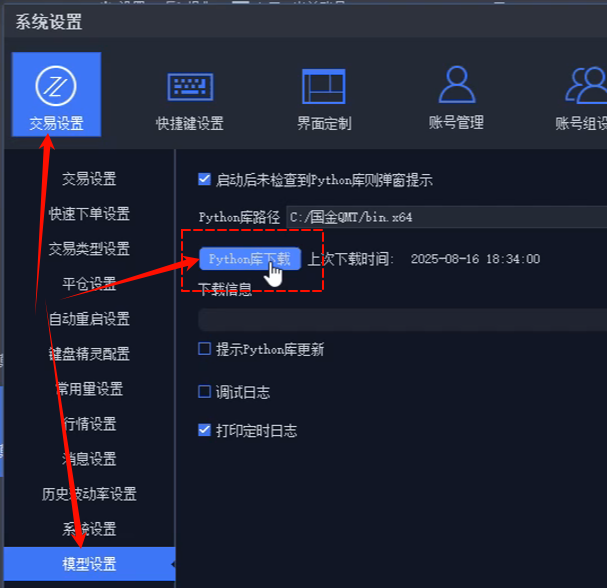 系统设置
交易设置
快捷键设置
界面定制
账号管理
账号组设
交易设置
快速下单设置
交易类型设置
平仓设置
自动重启设置
键盘精灵配置
常用量设置
行情设置
消息设置
历史波动率设置
系统设置
模型设置
启动后未检查到Python库则弹窗提示
Python库路径 C:/国金QMT/bin.x64
Python库下载 上次下载时间: 2025-08-16 18:34:00
下载信息
提示Python库更新
调试日志
打印定时日志